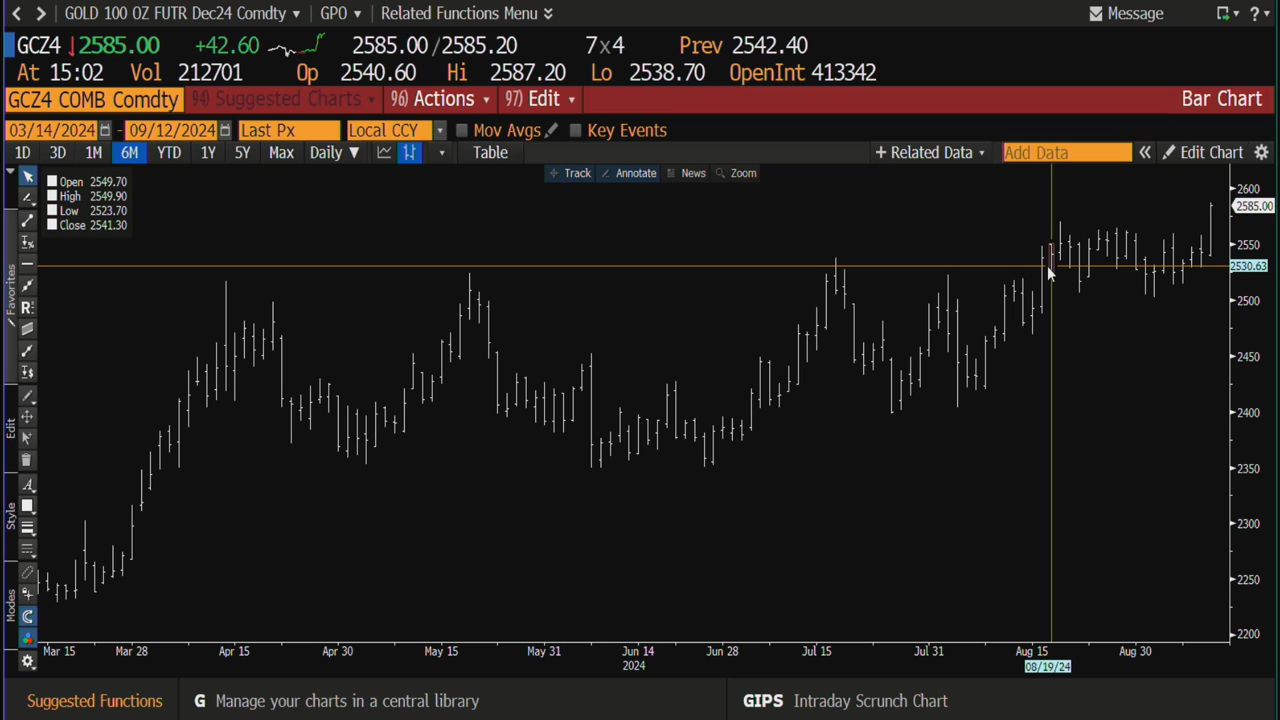 GOLD 100 OZ FUTR Dec24 Comdty GPO Related Functions Menu Message ?
GCZ4 2585.00 +42.60 2585.00/2585.20 7x4 Prev 2542.40
At 15:02 Vol 212701 Op 2540.60 Hi 2587.20 Lo 2538.70 OpenInt 413342
GCZ4 COMB Comdty 94) Suggested Charts 96) Actions 97) Edit Bar Chart
03/14/2024 - 09/12/2024 Last Px Local CCY Mov Avgs Key Events
1D 3D 1M 6M YTD 1Y 5Y Max Daily Table + Related Data Add Data « Edit Chart
Track Annotate News Zoom
Open 2549.70
High 2549.90
Low 2523.70
Close 2541.30
Favorites
Edit
Style
Modes
2600
2585.00
2550
2530.63
2500
2450
2400
2350
2300
2250
2200
Mar 15 Mar 28 Apr 15 Apr 30 May 15 May 31 Jun 14 Jun 28 Jul 15 Jul 31 Aug 15 Aug 30
2024 08/19/24
Suggested Functions G Manage your charts in a central library GIPS Intraday Scrunch Chart